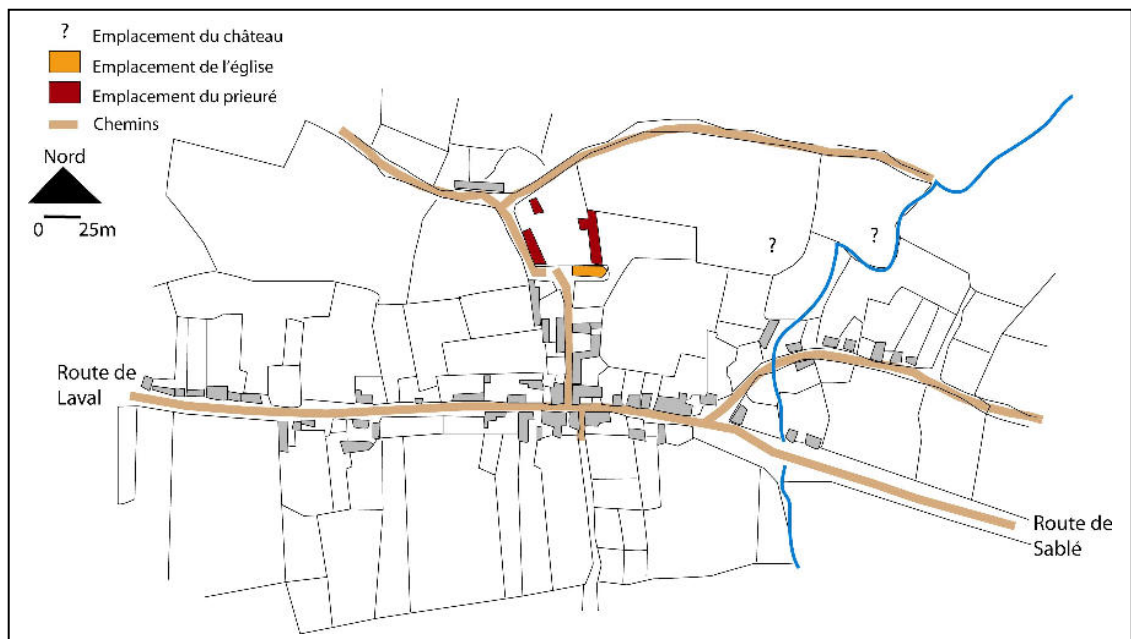 ? Emplacement du château
Emplacement de l'église
Emplacement du prieuré
Chemins
Nord
0 25m
?
?
Route de
Laval
Route de
Sablé